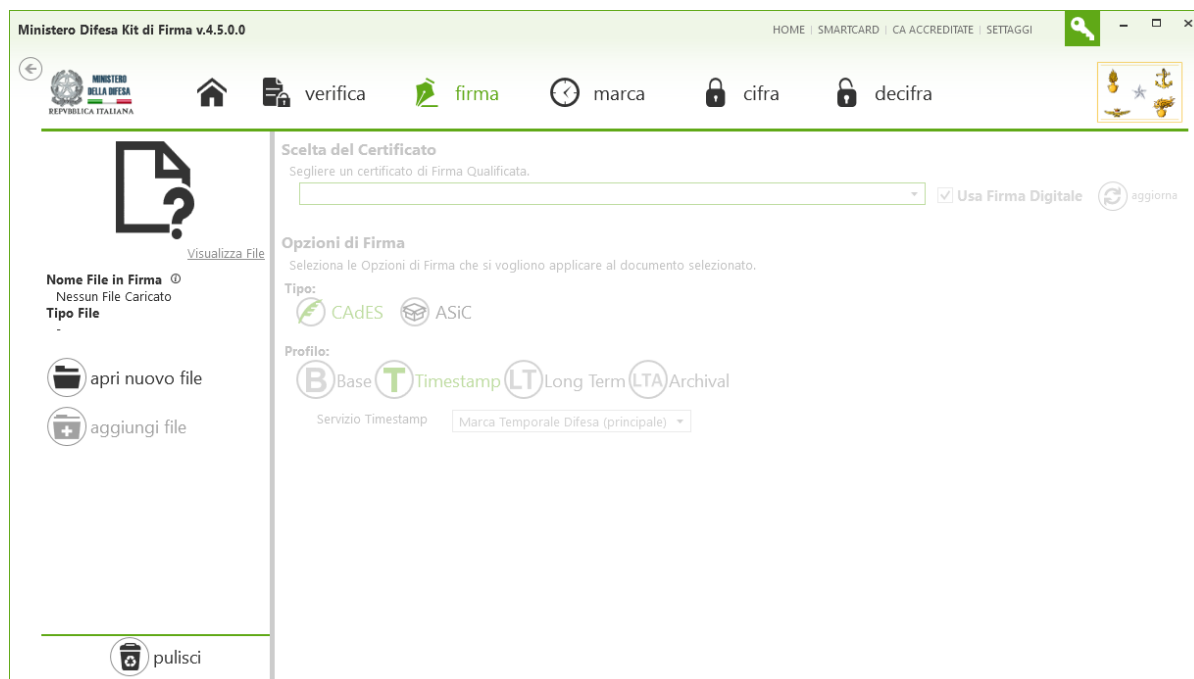 Ministero Difesa Kit di Firma v.4.5.0.0
HOME | SMARTCARD | CA ACCREDITATE | SETTAGGI
MINISTERO
DELLA DIFESA
REPVBBLICA ITALIANA
verifica
firma
marca
cifra
decifra
Visualizza File
Nome File in Firma
Nessun File Caricato
Tipo File
-
apri nuovo file
aggiungi file
pulisci
Scelta del Certificato
Segliere un certificato di Firma Qualificata.
Usa Firma Digitale
aggiorna
Opzioni di Firma
Seleziona le Opzioni di Firma che si vogliono applicare al documento selezionato.
Tipo:
CAdES ASiC
Profilo:
B Base T Timestamp LT Long Term LTA Archival
Servizio Timestamp Marca Temporale Difesa (principale)